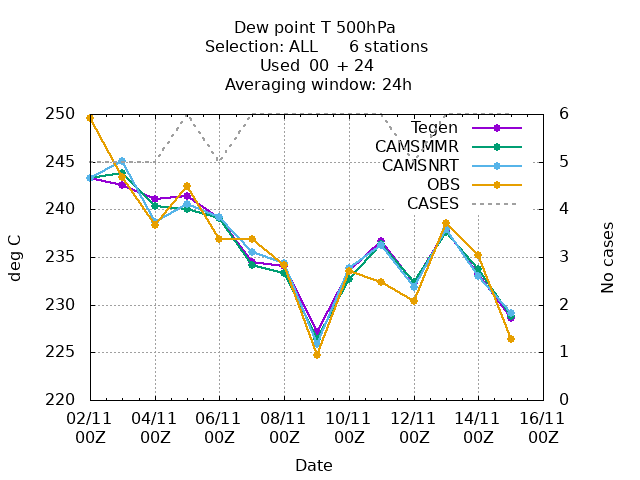 Dew point T 500hPa
Selection: ALL 6 stations
Used 00 + 24
Averaging window: 24h
250
245
240
235
230
225
220
deg C
6
5
4
3
2
1
0
No cases
Tegen
CAMSMMR
CAMSNRT
OBS
CASES
02/11 04/11 06/11 08/11 10/11 12/11 14/11 16/11
00Z 00Z 00Z 00Z 00Z 00Z 00Z 00Z
Date